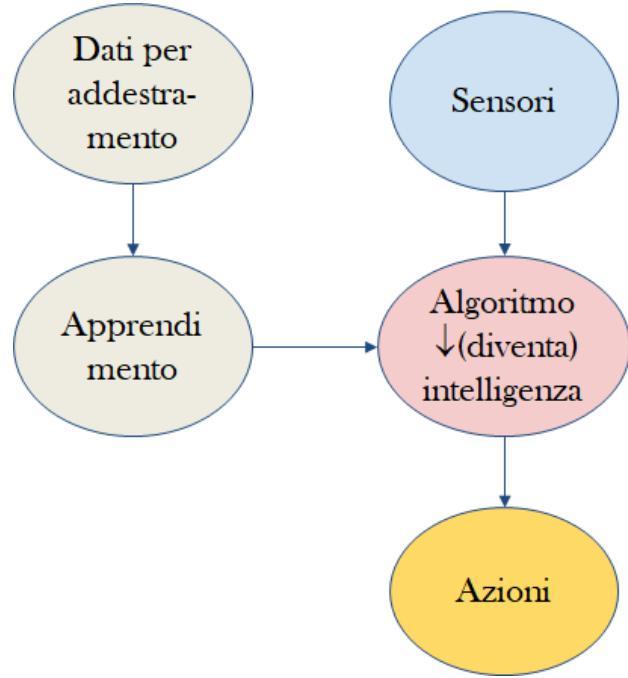 Dati per
addestra-
mento
Sensori
Apprendi
mento
Algoritmo
↓(diventa)
intelligenza
Azioni